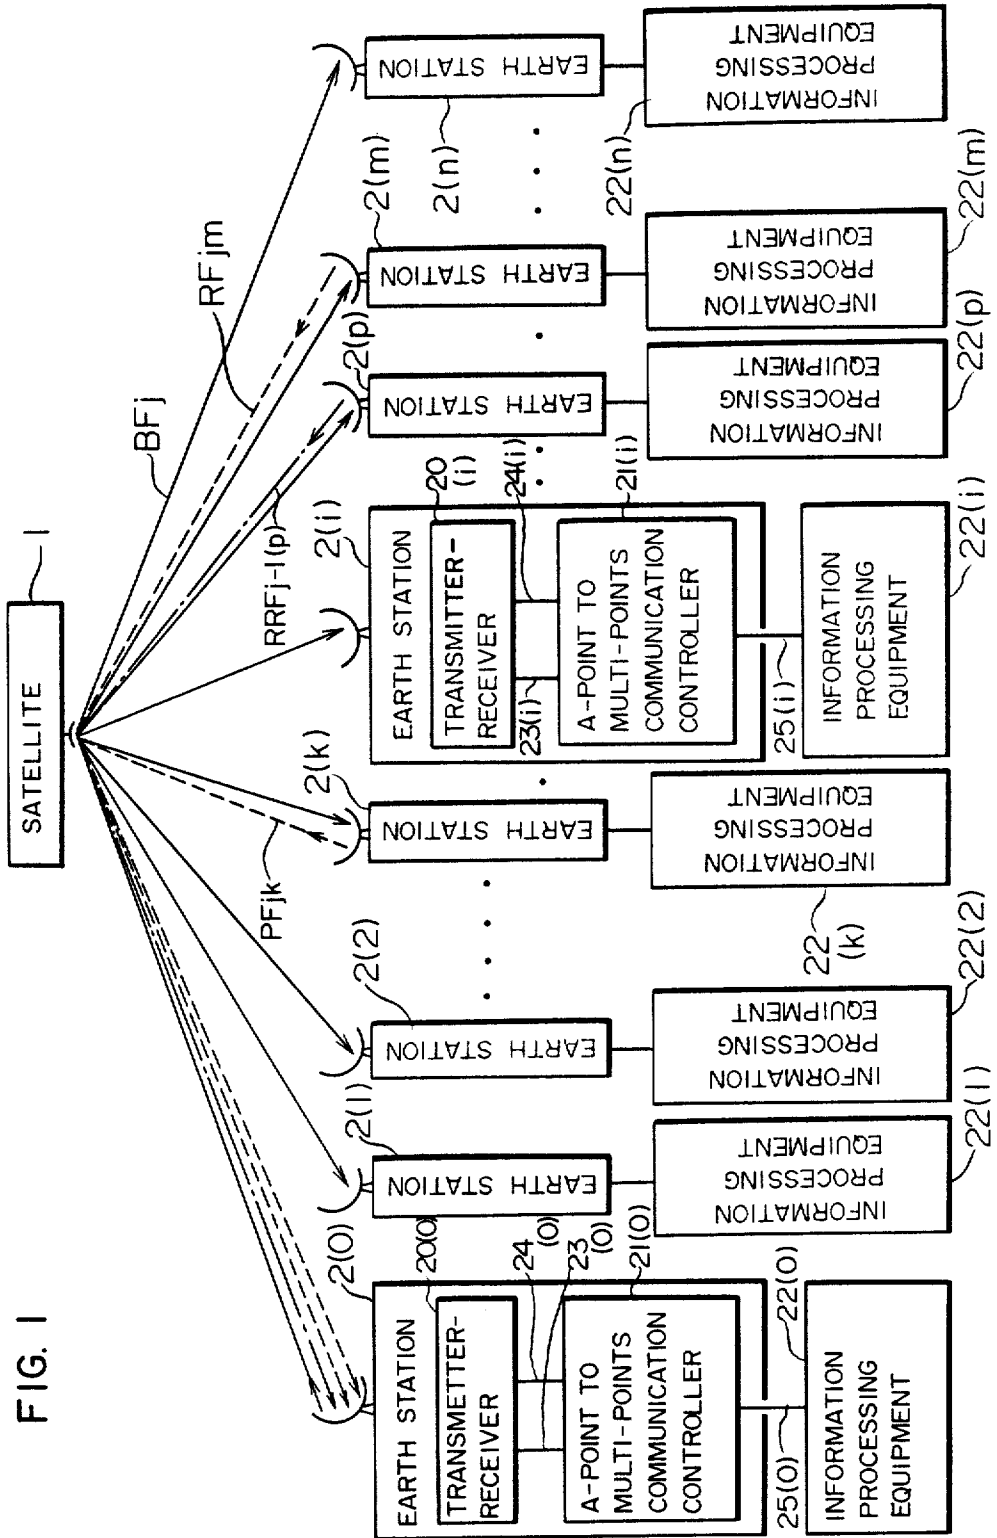 FIG. 1
SATELLITE
1
BFj
RFjm
RRFj-1(p)
PFjk
2(0)
EARTH STATION
20(0)
TRANSMETTER-
RECEIVER
24
(0)
23
(0)
21(0)
A-POINT TO
MULTI-POINTS
COMMUNICATION
CONTROLLER
25(0)
22(0)
INFORMATION
PROCESSING
EQUIPMENT
2(1)
EARTH STATION
INFORMATION
PROCESSING
EQUIPMENT
22(1)
2(2)
EARTH STATION
INFORMATION
PROCESSING
EQUIPMENT
22(2)
2(k)
EARTH STATION
INFORMATION
PROCESSING
EQUIPMENT
22
(k)
2(i)
EARTH STATION
20
(i)
TRANSMITTER-
RECEIVER
23(i)
24(i)
21(i)
A-POINT TO
MULTI-POINTS
COMMUNICATION
CONTROLLER
25(i)
INFORMATION
PROCESSING
EQUIPMENT
22(i)
2(p)
EARTH STATION
INFORMATION
PROCESSING
EQUIPMENT
22(p)
2(m)
EARTH STATION
INFORMATION
PROCESSING
EQUIPMENT
22(m)
2(n)
EARTH STATION
22(n)
INFORMATION
PROCESSING
EQUIPMENT